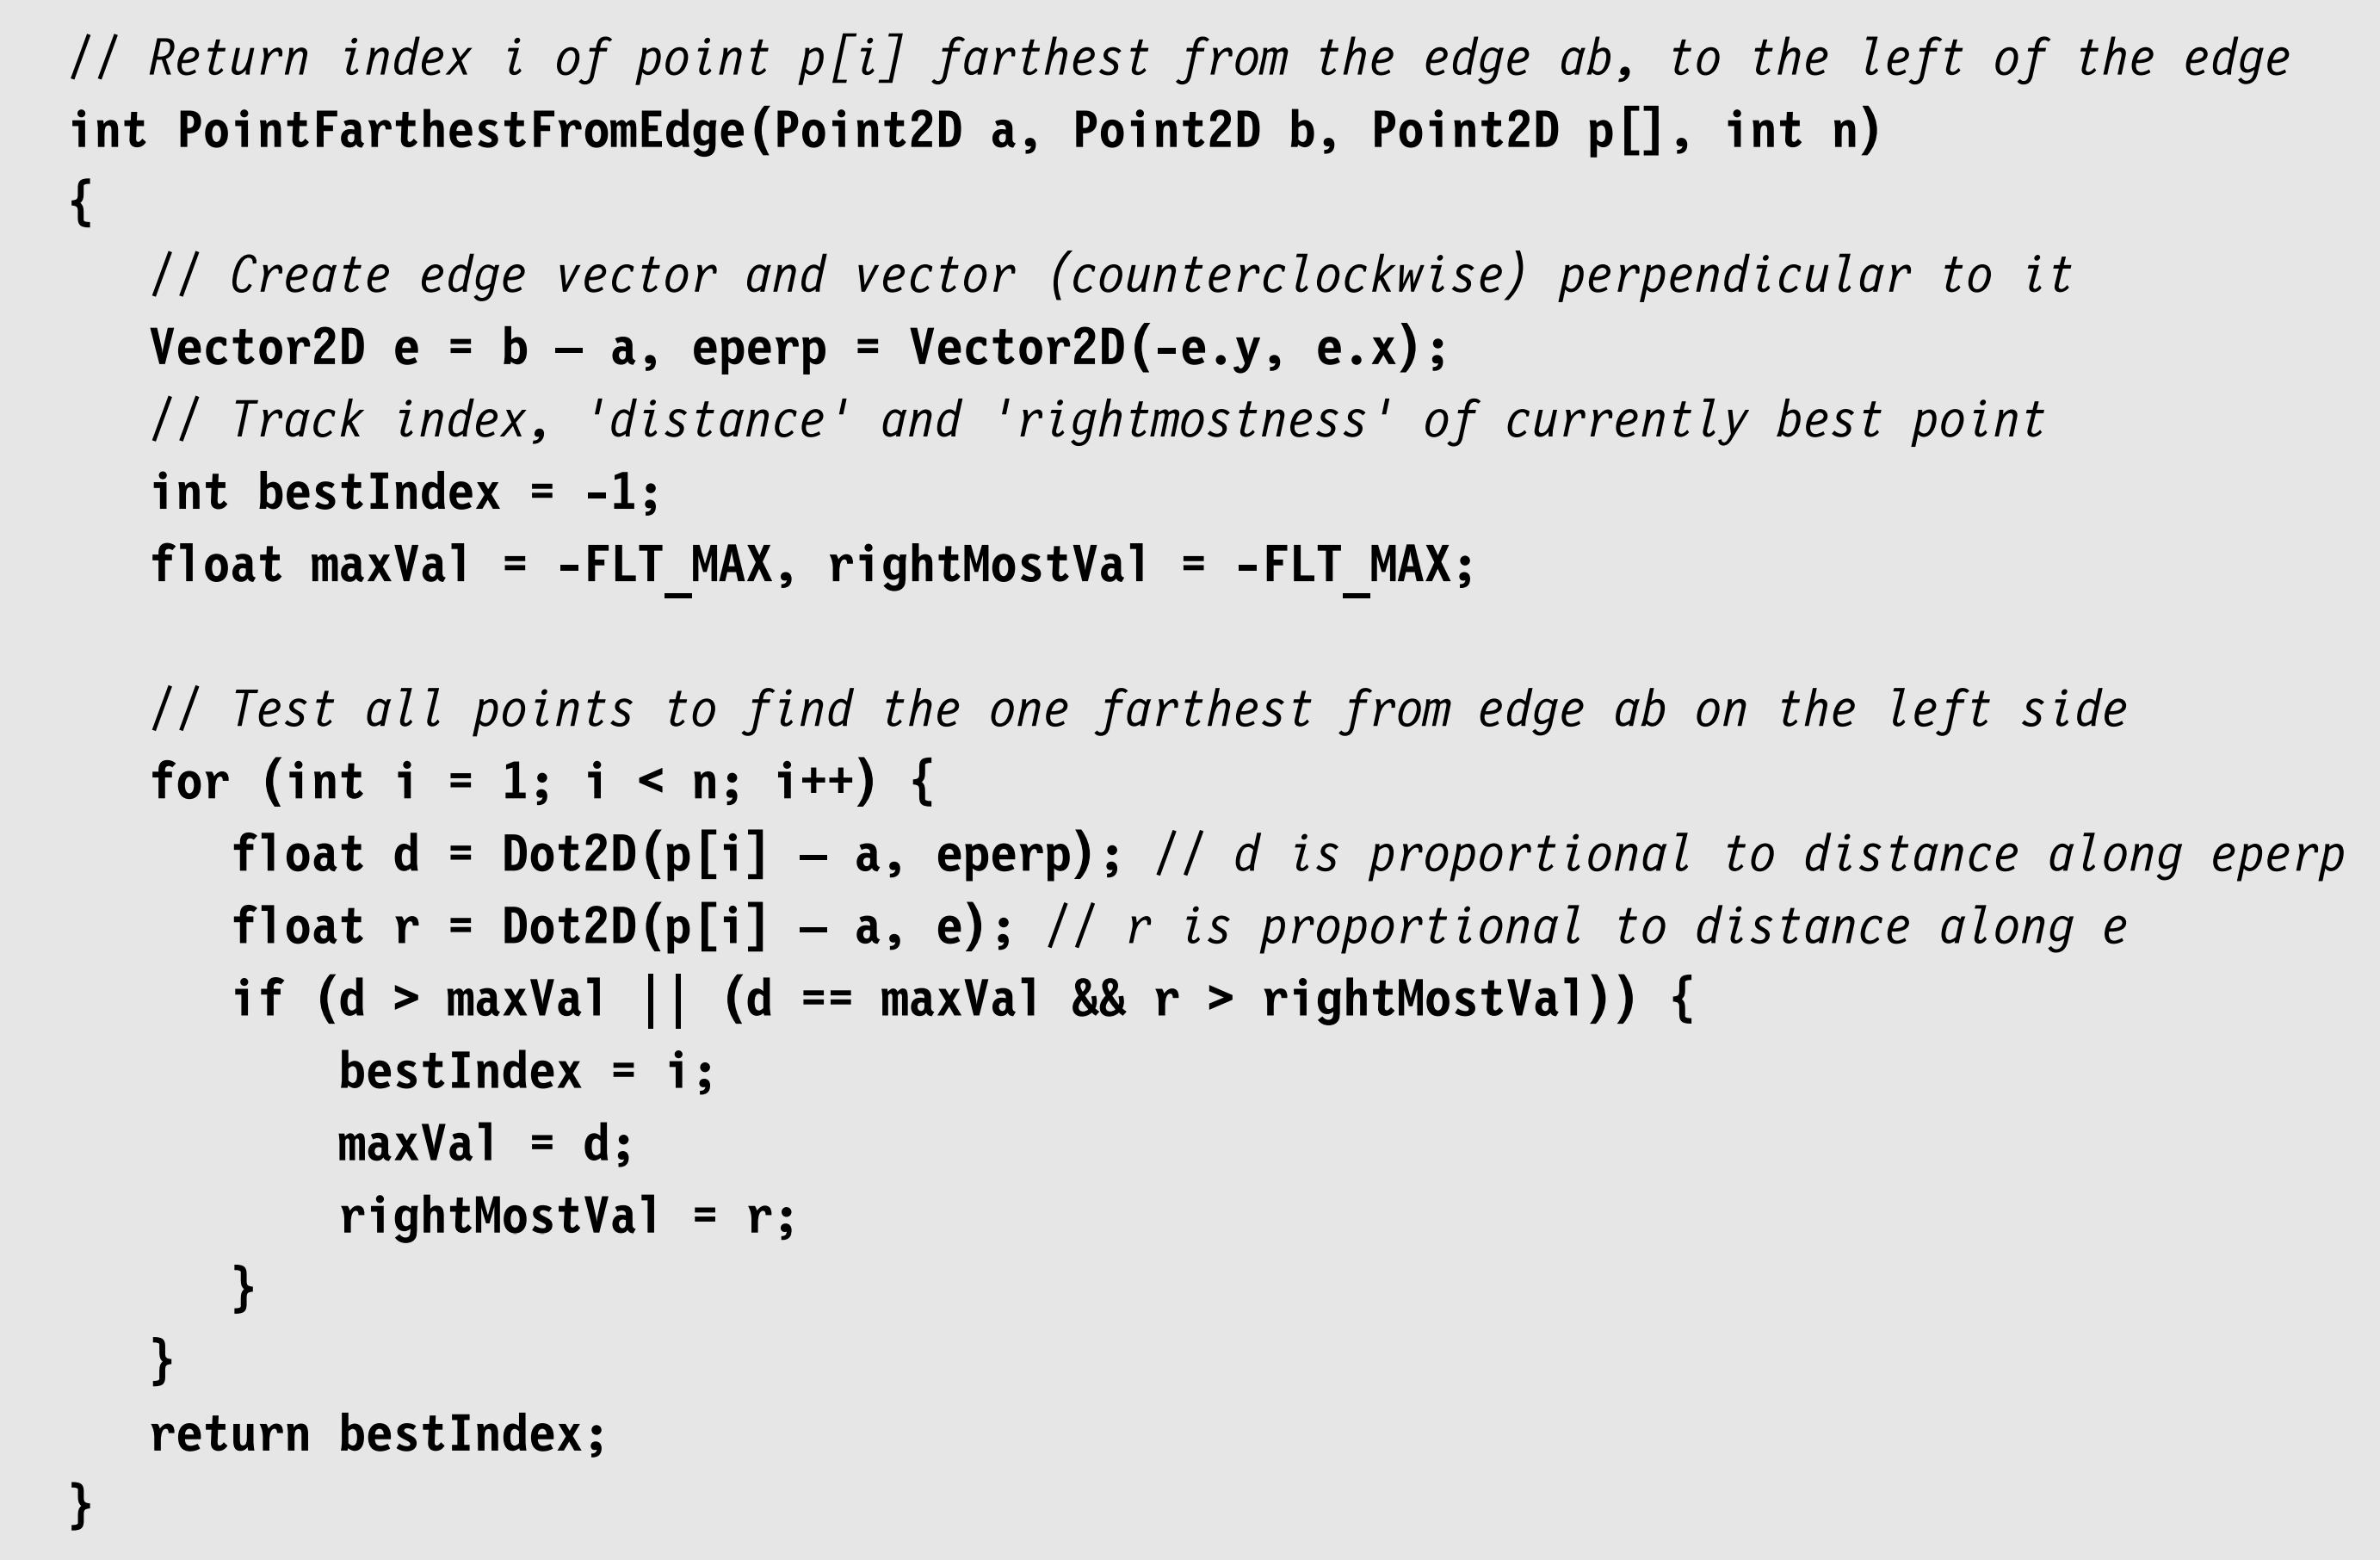 // Return index i of point p[i] farthest from the edge ab, to the left of the edge
int PointFarthestFromEdge(Point2D a, Point2D b, Point2D p[], int n)
{
    // Create edge vector and vector (counterclockwise) perpendicular to it
    Vector2D e = b – a, eperp = Vector2D(-e.y, e.x);
    // Track index, 'distance' and 'rightmostness' of currently best point
    int bestIndex = -1;
    float maxVal = -FLT_MAX, rightMostVal = -FLT_MAX;

    // Test all points to find the one farthest from edge ab on the left side
    for (int i = 1; i < n; i++) {
       float d = Dot2D(p[i] – a, eperp); // d is proportional to distance along eperp
       float r = Dot2D(p[i] – a, e); // r is proportional to distance along e
       if (d > maxVal || (d == maxVal && r > rightMostVal)) {
           bestIndex = i;
           maxVal = d;
           rightMostVal = r;
       }
    }
    return bestIndex;
}